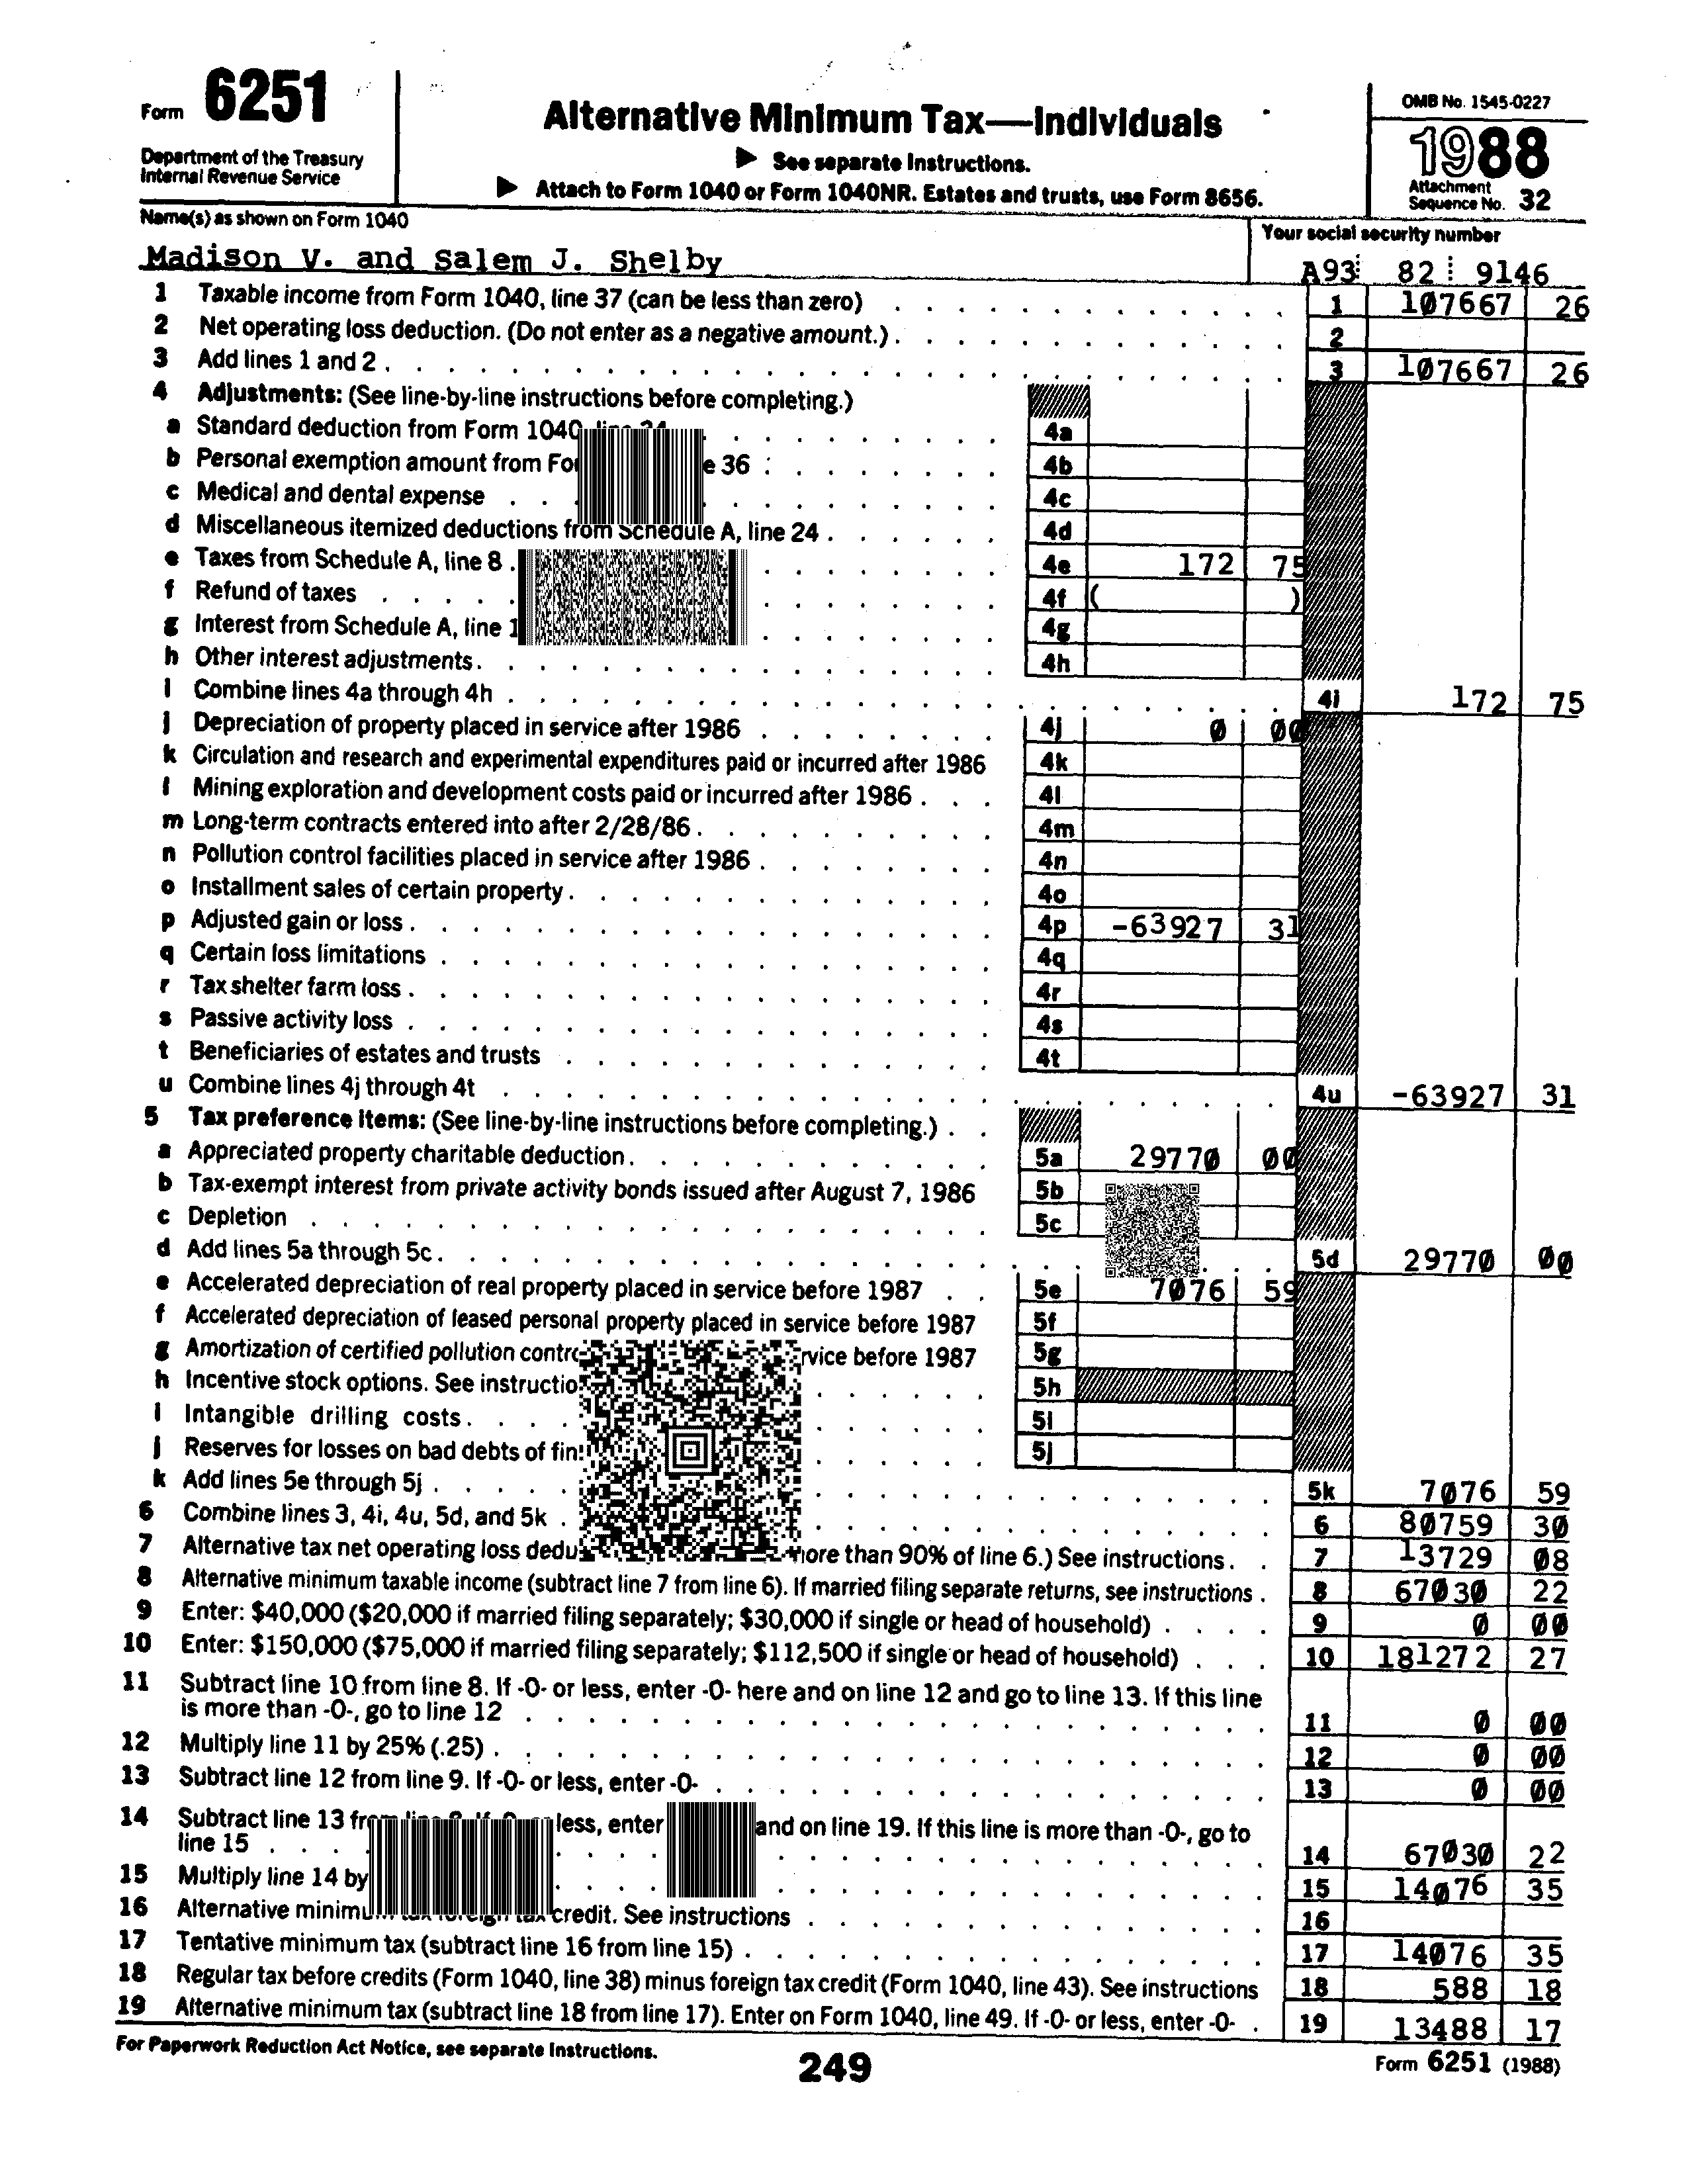 Form 6251
Department of the Treasury
Internal Revenue Service
Alternative Minimum Tax—Individuals
▶ See separate Instructions.
▶ Attach to Form 1040 or Form 1040NR. Estates and trusts, use Form 8656.
OMB No. 1545-0227
1988
Attachment
Sequence No. 32
Name(s) as shown on Form 1040
Your social security number
Madison V. and Salem J. Shelby
A93 82 9146
1 Taxable income from Form 1040, line 37 (can be less than zero) . . . 1 107667 26
2 Net operating loss deduction. (Do not enter as a negative amount.) . . . 2
3 Add lines 1 and 2 . . . 3 107667 26
4 Adjustments: (See line-by-line instructions before completing.)
a Standard deduction from Form 1040, . . . 4a
b Personal exemption amount from 36 . . . 4b
c Medical and dental expense . . . 4c
d Miscellaneous itemized deductions from Schedule A, line 24 . . . 4d
e Taxes from Schedule A, line 8 . . . 4e 172 75
f Refund of taxes . . . 4f ( )
g Interest from Schedule A, line . . . 4g
h Other interest adjustments . . . 4h
i Combine lines 4a through 4h . . . 4i 172 75
j Depreciation of property placed in service after 1986 . . . 4j 0 00
k Circulation and research and experimental expenditures paid or incurred after 1986 4k
l Mining exploration and development costs paid or incurred after 1986 . . . 4l
m Long-term contracts entered into after 2/28/86 . . . 4m
n Pollution control facilities placed in service after 1986 . . . 4n
o Installment sales of certain property . . . 4o
p Adjusted gain or loss . . . 4p -63927 31
q Certain loss limitations . . . 4q
r Tax shelter farm loss . . . 4r
s Passive activity loss . . . 4s
t Beneficiaries of estates and trusts . . . 4t
u Combine lines 4j through 4t . . . 4u -63927 31
5 Tax preference items: (See line-by-line instructions before completing.) . .
a Appreciated property charitable deduction . . . 5a 29770 00
b Tax-exempt interest from private activity bonds issued after August 7, 1986 5b
c Depletion . . . 5c
d Add lines 5a through 5c . . . 5d 29770 00
e Accelerated depreciation of real property placed in service before 1987 . . 5e 7076 59
f Accelerated depreciation of leased personal property placed in service before 1987 5f
g Amortization of certified pollution before 1987 5g
h Incentive stock options. See . . . 5h
i Intangible drilling costs . . . 5i
j Reserves for losses on bad debts of . . . 5j
k Add lines 5e through 5j . . . 5k 7076 59
6 Combine lines 3, 4i, 4u, 5d, and 5k . . . 6 80759 30
7 Alternative tax net operating loss more than 90% of line 6.) See instructions . . 7 13729 08
8 Alternative minimum taxable income (subtract line 7 from line 6). If married filing separate returns, see instructions . 8 67030 22
9 Enter: $40,000 ($20,000 if married filing separately; $30,000 if single or head of household) . . . 9 0 00
10 Enter: $150,000 ($75,000 if married filing separately; $112,500 if single or head of household) . . . 10 181272 27
11 Subtract line 10 from line 8. If -0- or less, enter -0- here and on line 12 and go to line 13. If this line
is more than -0-, go to line 12 . . . 11 0 00
12 Multiply line 11 by 25% (.25) . . . 12 0 00
13 Subtract line 12 from line 9. If -0- or less, enter -0- . . . 13 0 00
14 Subtract line 13 less, enter and on line 19. If this line is more than -0-, go to
line 15 . . . 14 67030 22
15 Multiply line 14 by . . . 15 14076 35
16 Alternative credit. See instructions . . . 16
17 Tentative minimum tax (subtract line 16 from line 15) . . . 17 14076 35
18 Regular tax before credits (Form 1040, line 38) minus foreign tax credit (Form 1040, line 43). See instructions 18 588 18
19 Alternative minimum tax (subtract line 18 from line 17). Enter on Form 1040, line 49. If -0- or less, enter -0- . 19 13488 17
For Paperwork Reduction Act Notice, see separate Instructions.
249
Form 6251 (1988)